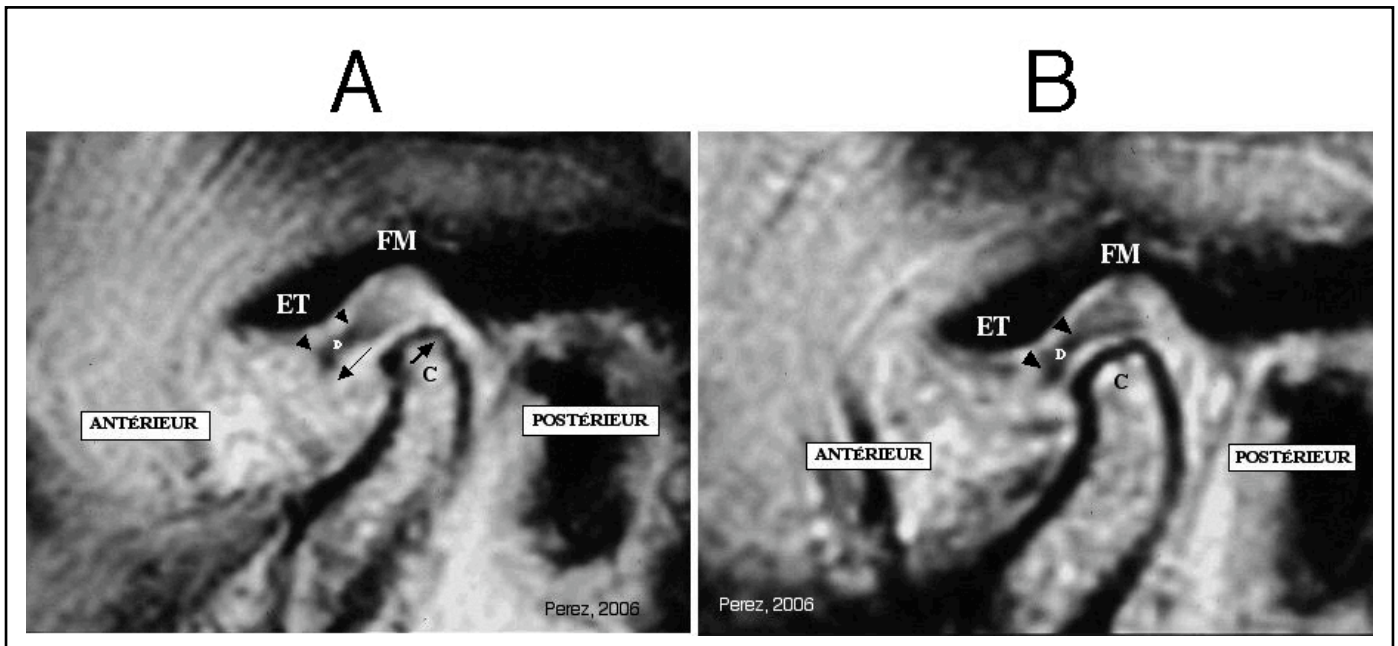 A
B
FM
ET
D
C
ANTÉRIEUR
POSTÉRIEUR
Perez, 2006
FM
ET
D
C
ANTÉRIEUR
POSTÉRIEUR
Perez, 2006